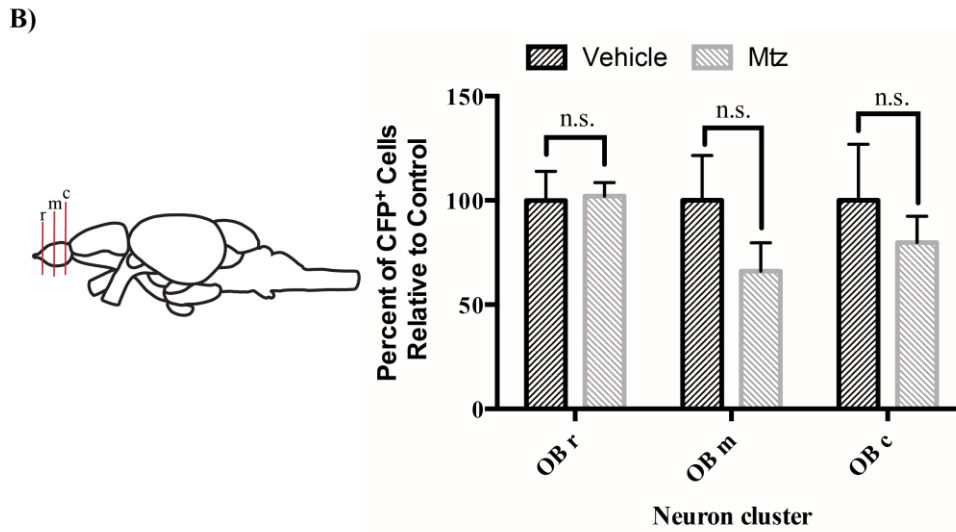 B)
r m c
Vehicle Mtz
Percent of CFP⁺ Cells
Relative to Control
150
100
50
0
n.s. n.s. n.s.
OB r OB m OB c
Neuron cluster